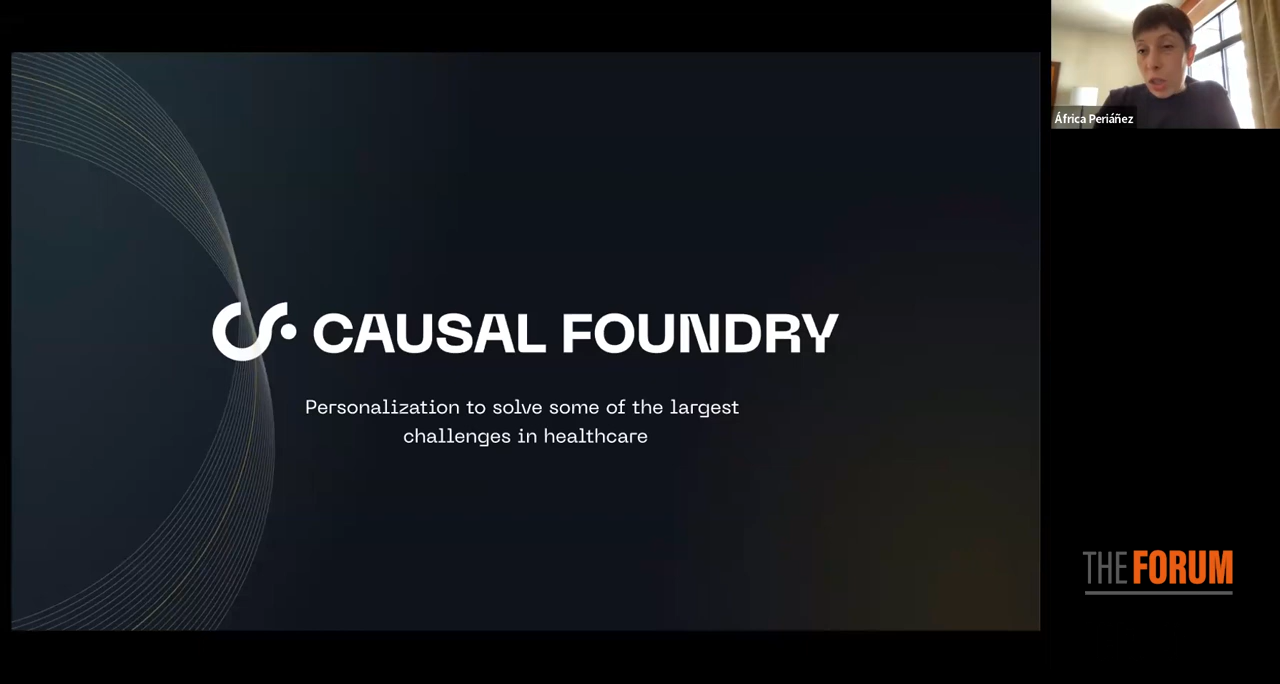 África Periáñez
CAUSAL FOUNDRY
Personalization to solve some of the largest
challenges in healthcare
THE FORUM